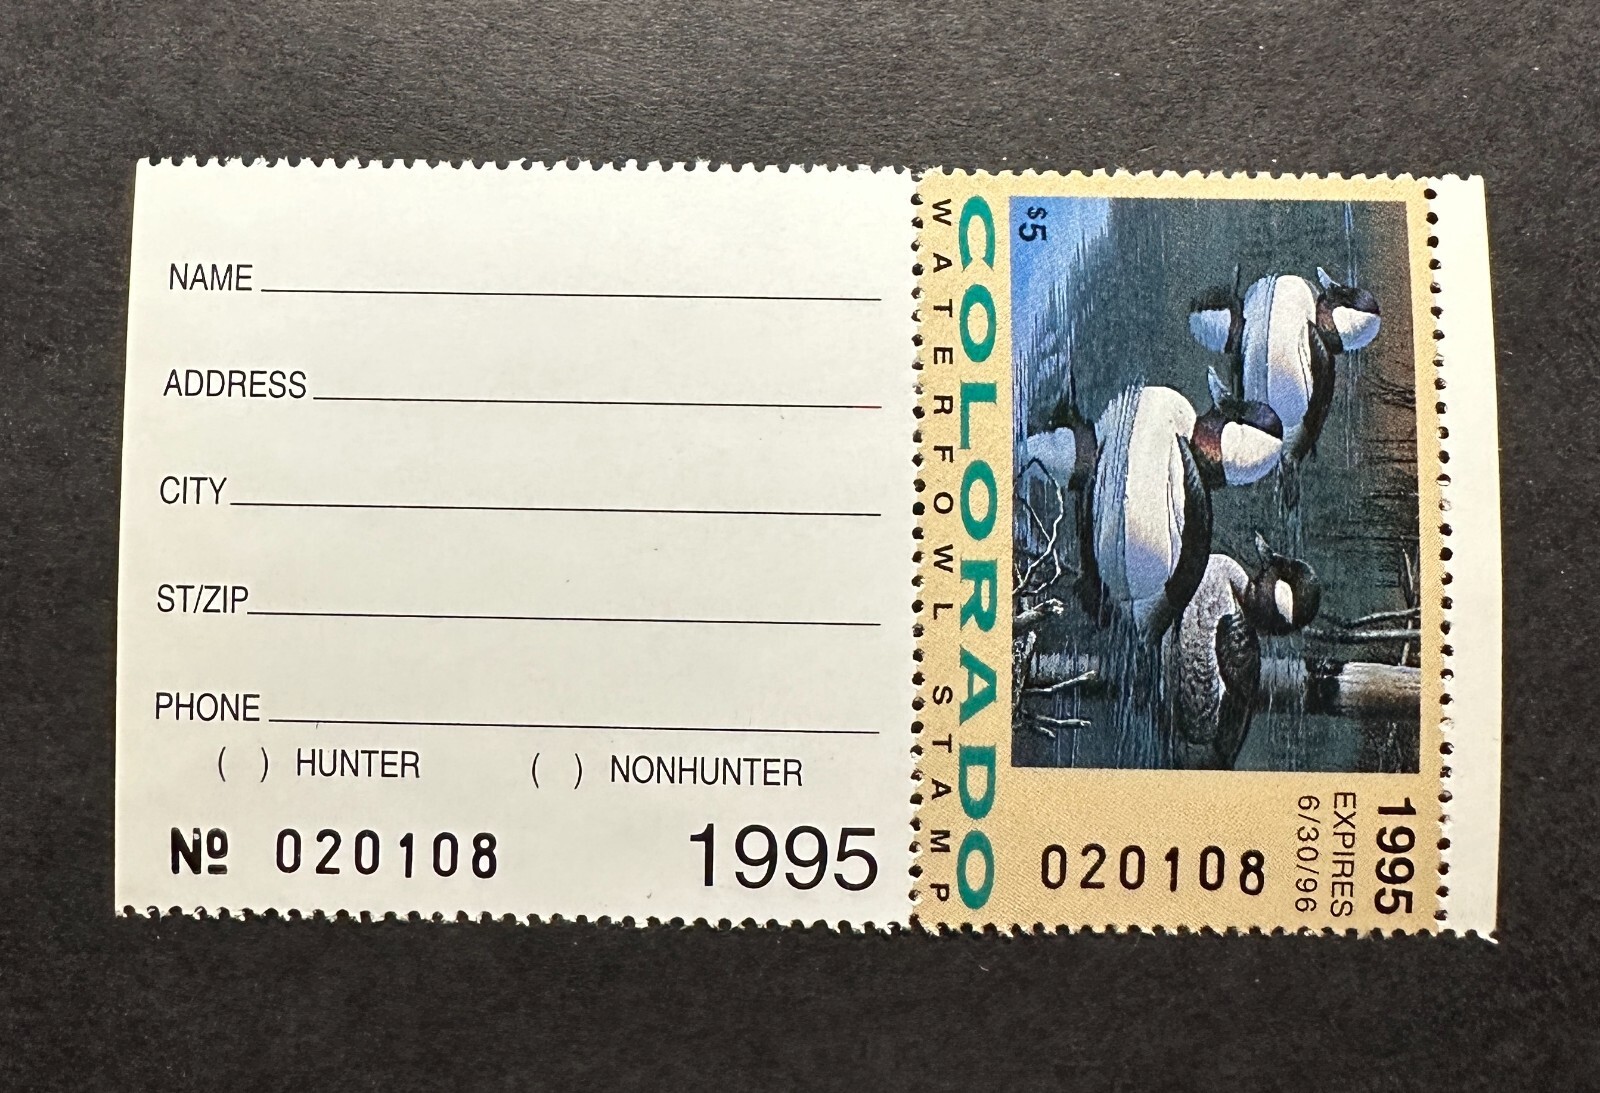 NAME
ADDRESS
CITY
ST/ZIP
PHONE
( ) HUNTER ( ) NONHUNTER
Nº 020108 1995
WATERFOWL STAMP
COLORADO
$5
020108
1995
EXPIRES
6/30/96